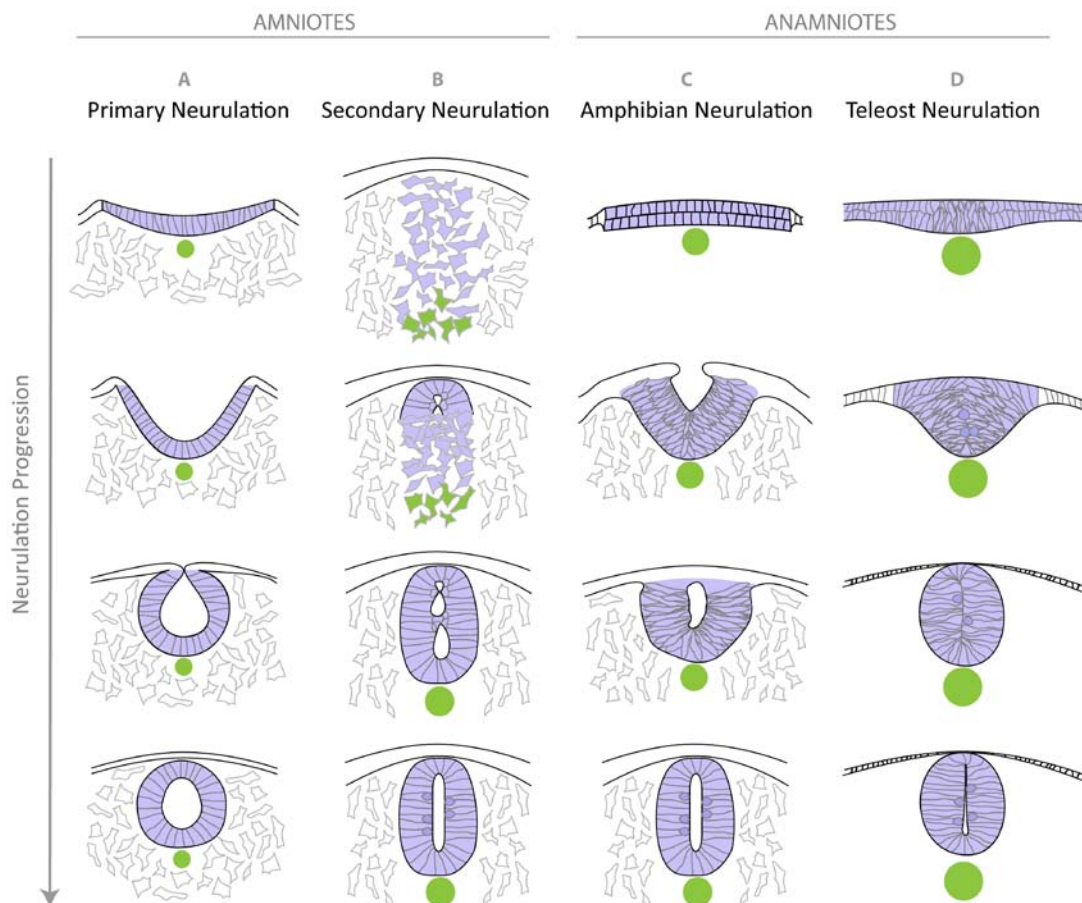 AMNIOTES
ANAMNIOTES
A
B
C
D
Primary Neurulation
Secondary Neurulation
Amphibian Neurulation
Teleost Neurulation
Neurulation Progression